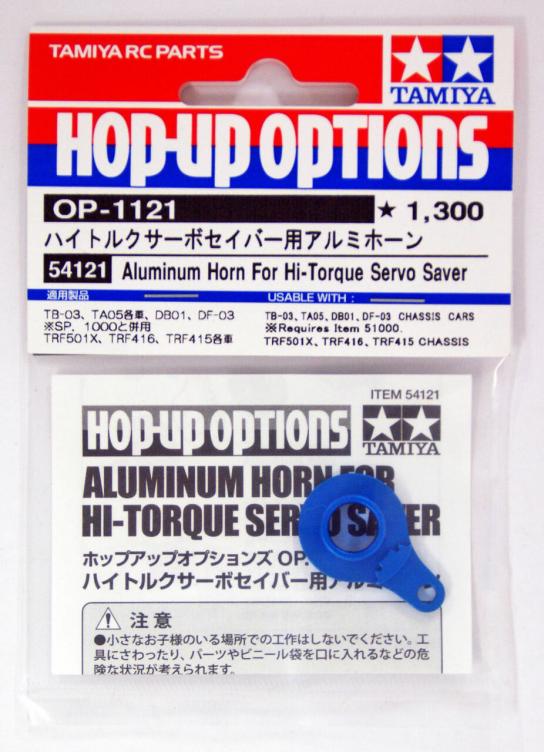 TAMIYA RC PARTS
TAMIYA
HOP-UP OPTIONS
OP-1121 ★ 1,300
ハイトルクサーボセイバー用アルミホーン
54121 Aluminum Horn For Hi-Torque Servo Saver
適用製品 USABLE WITH :
TB-03、TA05各車、DB01、DF-03 TB-03、TA05、DB01、DF-03 CHASSIS CARS
※SP. 1000と併用 ※Requires Item 51000.
TRF501X、TRF416、TRF415各車 TRF501X、TRF416、TRF415 CHASSIS
ITEM 54121
HOP-UP OPTIONS
TAMIYA
ALUMINUM HORN FOR
HI-TORQUE SERVO SAVER
ホップアップオプションズ OP.
ハイトルクサーボセイバー用アルミ
注意
●小さなお子様のいる場所での工作はしないでください。工
具にさわったり、パーツやビニール袋を口に入れるなどの危
険な状況が考えられます。